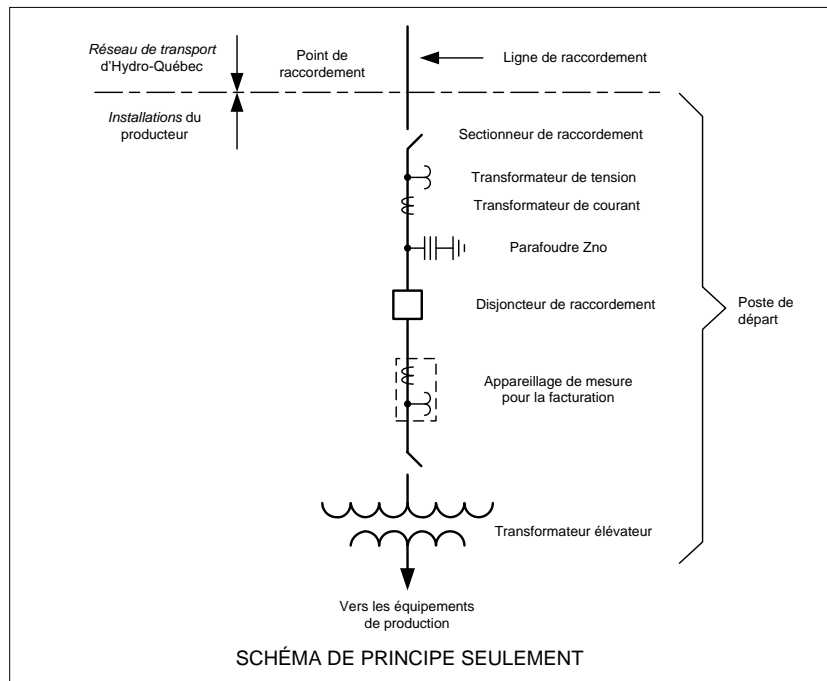 Réseau de transport
d'Hydro-Québec
Point de
raccordement
Ligne de raccordement
Installations du
producteur
Sectionneur de raccordement
Transformateur de tension
Transformateur de courant
Parafoudre Zno
Disjoncteur de raccordement
Poste de
départ
Appareillage de mesure
pour la facturation
Transformateur élévateur
Vers les équipements
de production
SCHÉMA DE PRINCIPE SEULEMENT